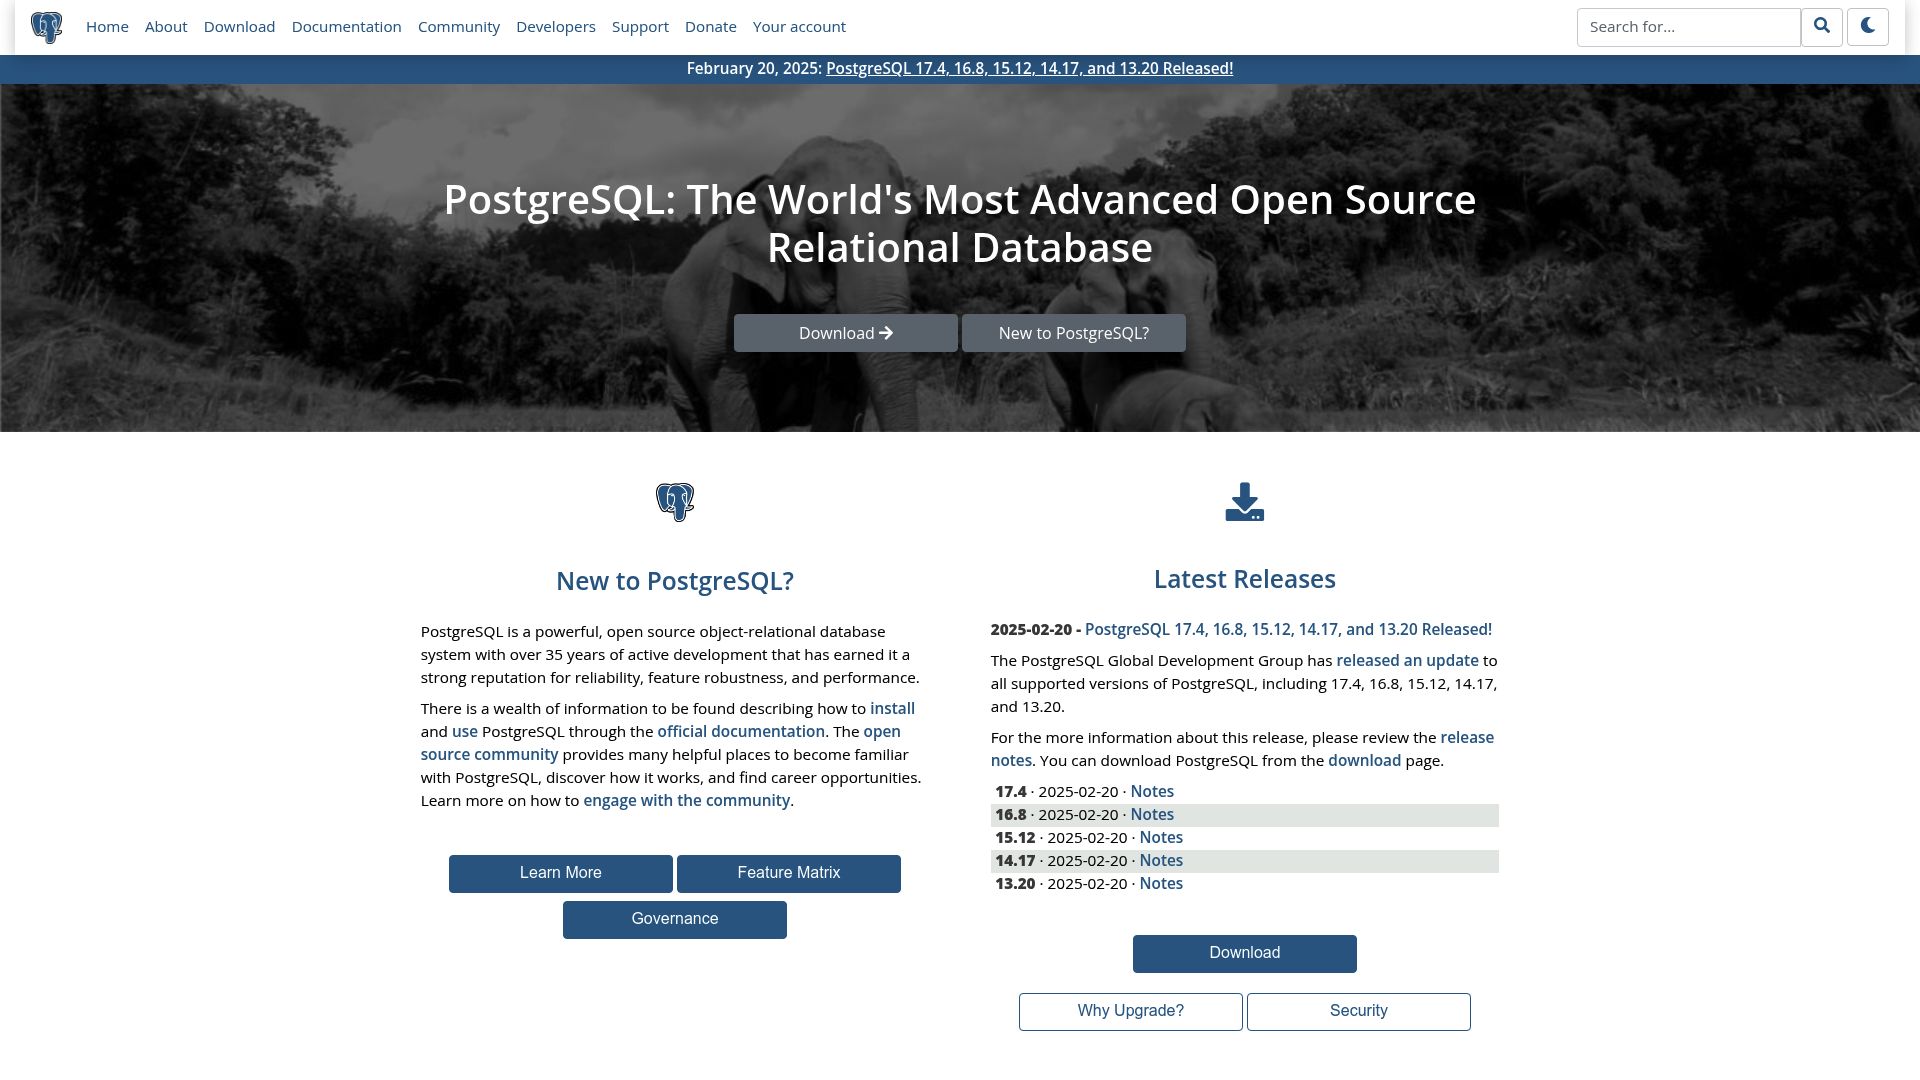 Home About Download Documentation Community Developers Support Donate Your account Search for...
February 20, 2025: PostgreSQL 17.4, 16.8, 15.12, 14.17, and 13.20 Released!
PostgreSQL: The World's Most Advanced Open Source
Relational Database
Download New to PostgreSQL?
New to PostgreSQL?
PostgreSQL is a powerful, open source object-relational database
system with over 35 years of active development that has earned it a
strong reputation for reliability, feature robustness, and performance.
There is a wealth of information to be found describing how to install
and use PostgreSQL through the official documentation. The open
source community provides many helpful places to become familiar
with PostgreSQL, discover how it works, and find career opportunities.
Learn more on how to engage with the community.
Learn More Feature Matrix
Governance
Latest Releases
2025-02-20 - PostgreSQL 17.4, 16.8, 15.12, 14.17, and 13.20 Released!
The PostgreSQL Global Development Group has released an update to
all supported versions of PostgreSQL, including 17.4, 16.8, 15.12, 14.17,
and 13.20.
For the more information about this release, please review the release
notes. You can download PostgreSQL from the download page.
17.4 · 2025-02-20 · Notes
16.8 · 2025-02-20 · Notes
15.12 · 2025-02-20 · Notes
14.17 · 2025-02-20 · Notes
13.20 · 2025-02-20 · Notes
Download
Why Upgrade? Security